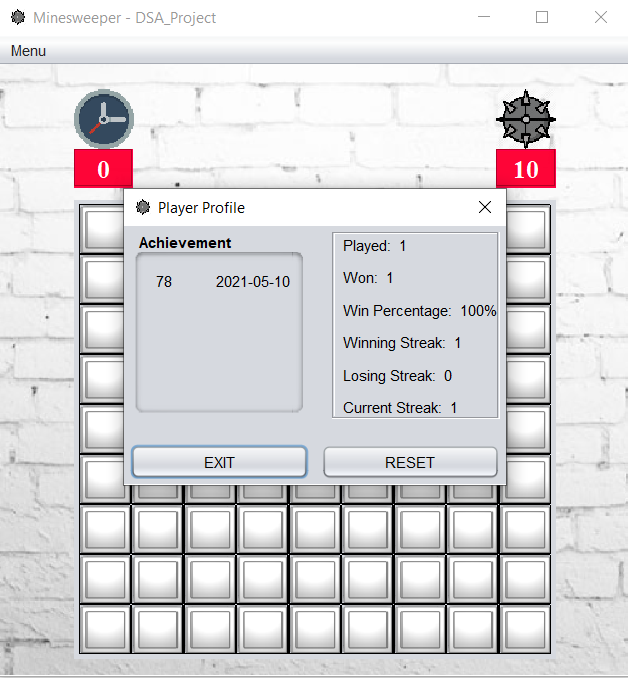 Minesweeper - DSA_Project
Menu
0
10
Player Profile
Achievement
78 2021-05-10
Played: 1
Won: 1
Win Percentage: 100%
Winning Streak: 1
Losing Streak: 0
Current Streak: 1
EXIT
RESET